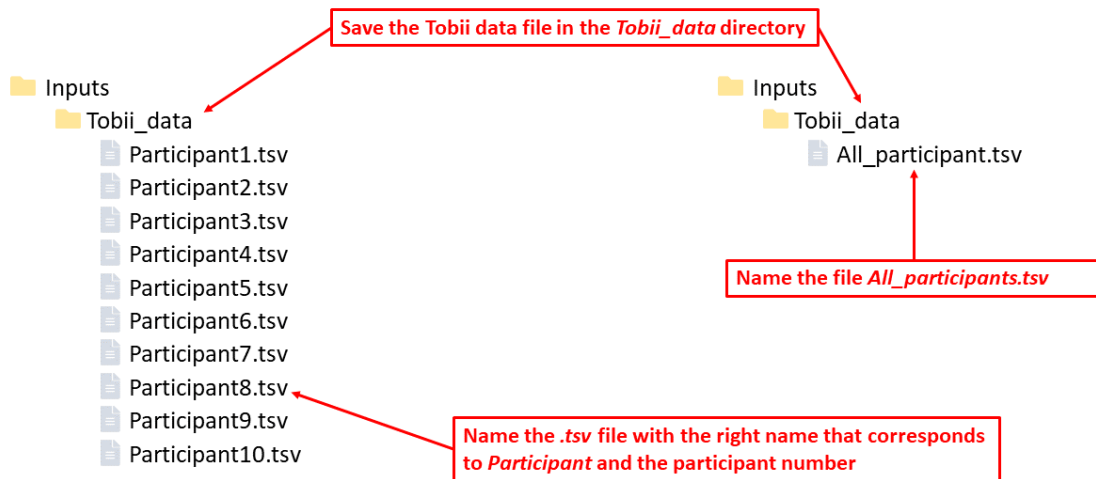 Save the Tobii data file in the Tobii_data directory
Inputs
Tobii_data
Participant1.tsv
Participant2.tsv
Participant3.tsv
Participant4.tsv
Participant5.tsv
Participant6.tsv
Participant7.tsv
Participant8.tsv
Participant9.tsv
Participant10.tsv
Name the .tsv file with the right name that corresponds
to Participant and the participant number
Inputs
Tobii_data
All_participant.tsv
Name the file All_participants.tsv